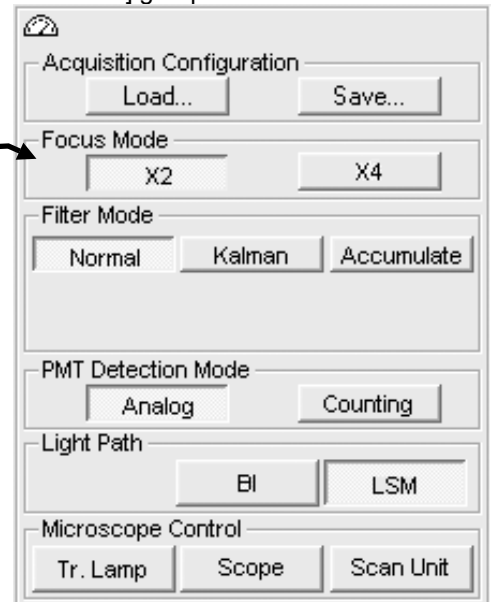 Acquisition Configuration
Load... Save...
Focus Mode
X2 X4
Filter Mode
Normal Kalman Accumulate
PMT Detection Mode
Analog Counting
Light Path
BI LSM
Microscope Control
Tr. Lamp Scope Scan Unit